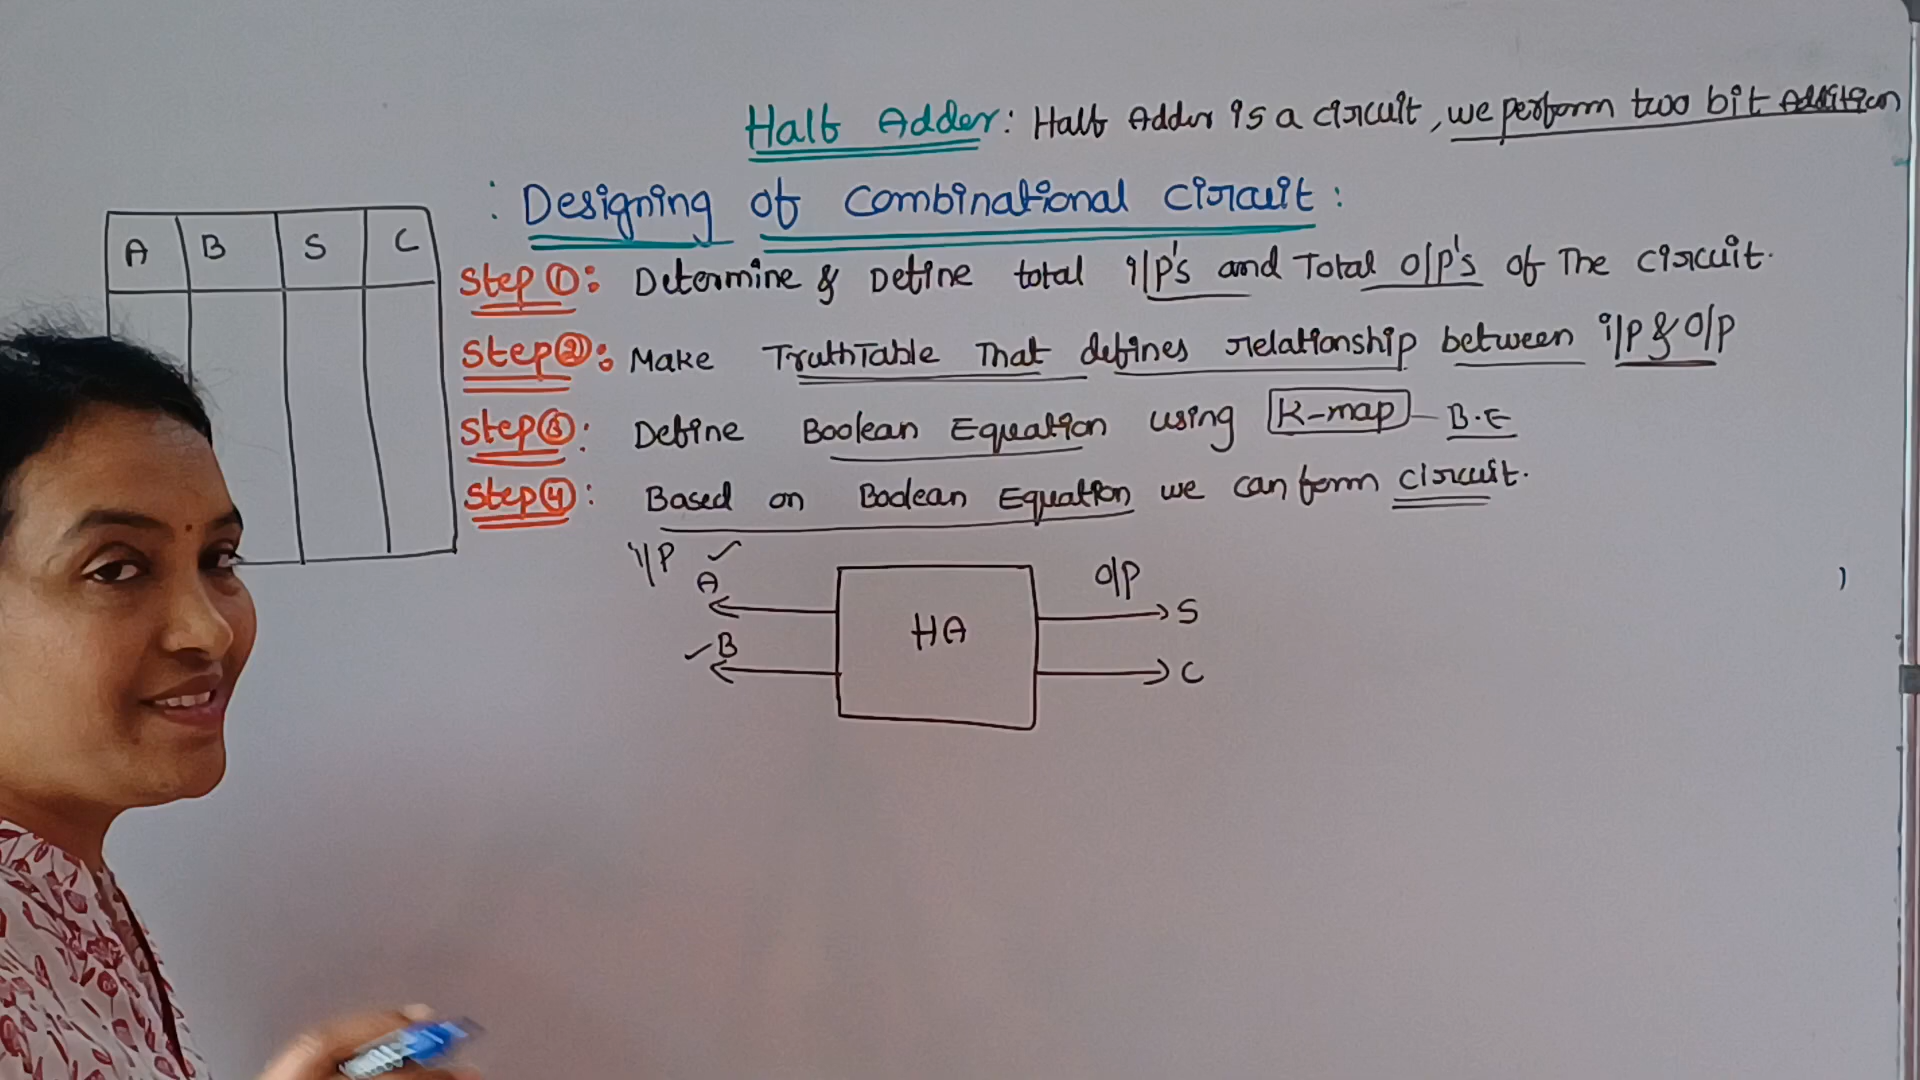 Half Adder: Half Adder is a circuit, we perform two bit Addition
: Designing of Combinational circuit:
A B S C
Step ①: Determine & Define total i/p's and Total o/p's of The circuit.
Step ②: Make TruthTable That defines relationship between i/p & o/p
Step ③: Define Boolean Equation using K-map - B.E
Step ④: Based on Boolean Equation we can form circuit.
i/p A o/p
HA S
B C